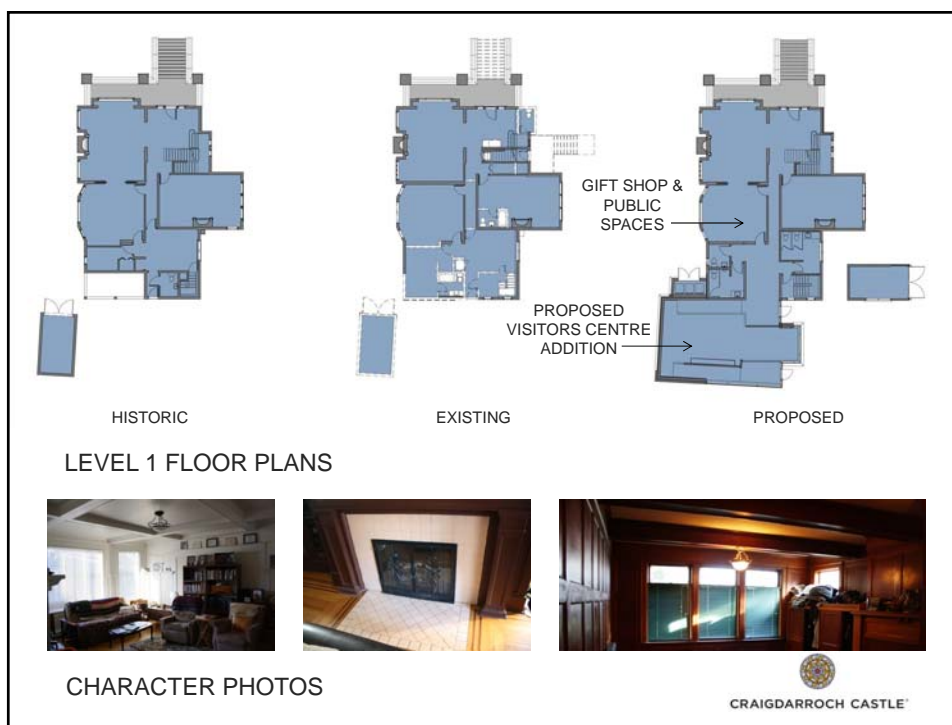 GIFT SHOP &
PUBLIC
SPACES
PROPOSED
VISITORS CENTRE
ADDITION
HISTORIC
EXISTING
PROPOSED
LEVEL 1 FLOOR PLANS
CHARACTER PHOTOS
CRAIGDARROCH CASTLE